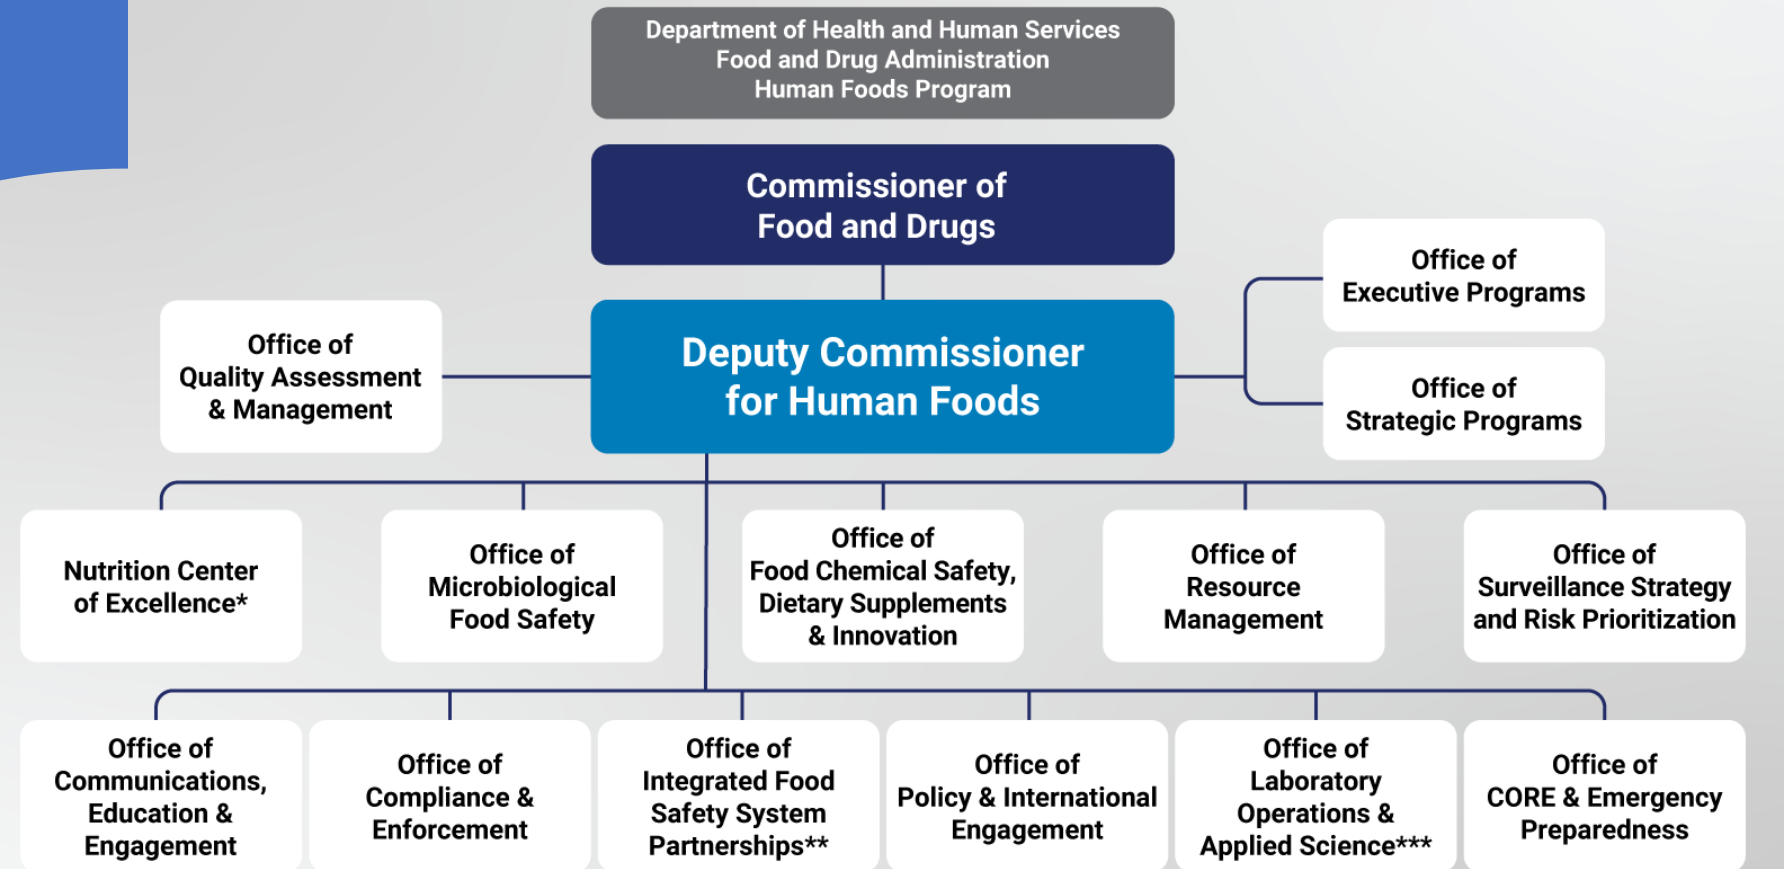 Department of Health and Human Services
Food and Drug Administration
Human Foods Program
Commissioner of
Food and Drugs
Office of
Executive Programs
Office of
Quality Assessment
& Management
Deputy Commissioner
for Human Foods
Office of
Strategic Programs
Nutrition Center
of Excellence*
Office of
Microbiological
Food Safety
Office of
Food Chemical Safety,
Dietary Supplements
& Innovation
Office of
Resource
Management
Office of
Surveillance Strategy
and Risk Prioritization
Office of
Communications,
Education &
Engagement
Office of
Compliance &
Enforcement
Office of
Integrated Food
Safety System
Partnerships**
Office of
Policy & International
Engagement
Office of
Laboratory
Operations &
Applied Science***
Office of
CORE & Emergency
Preparedness